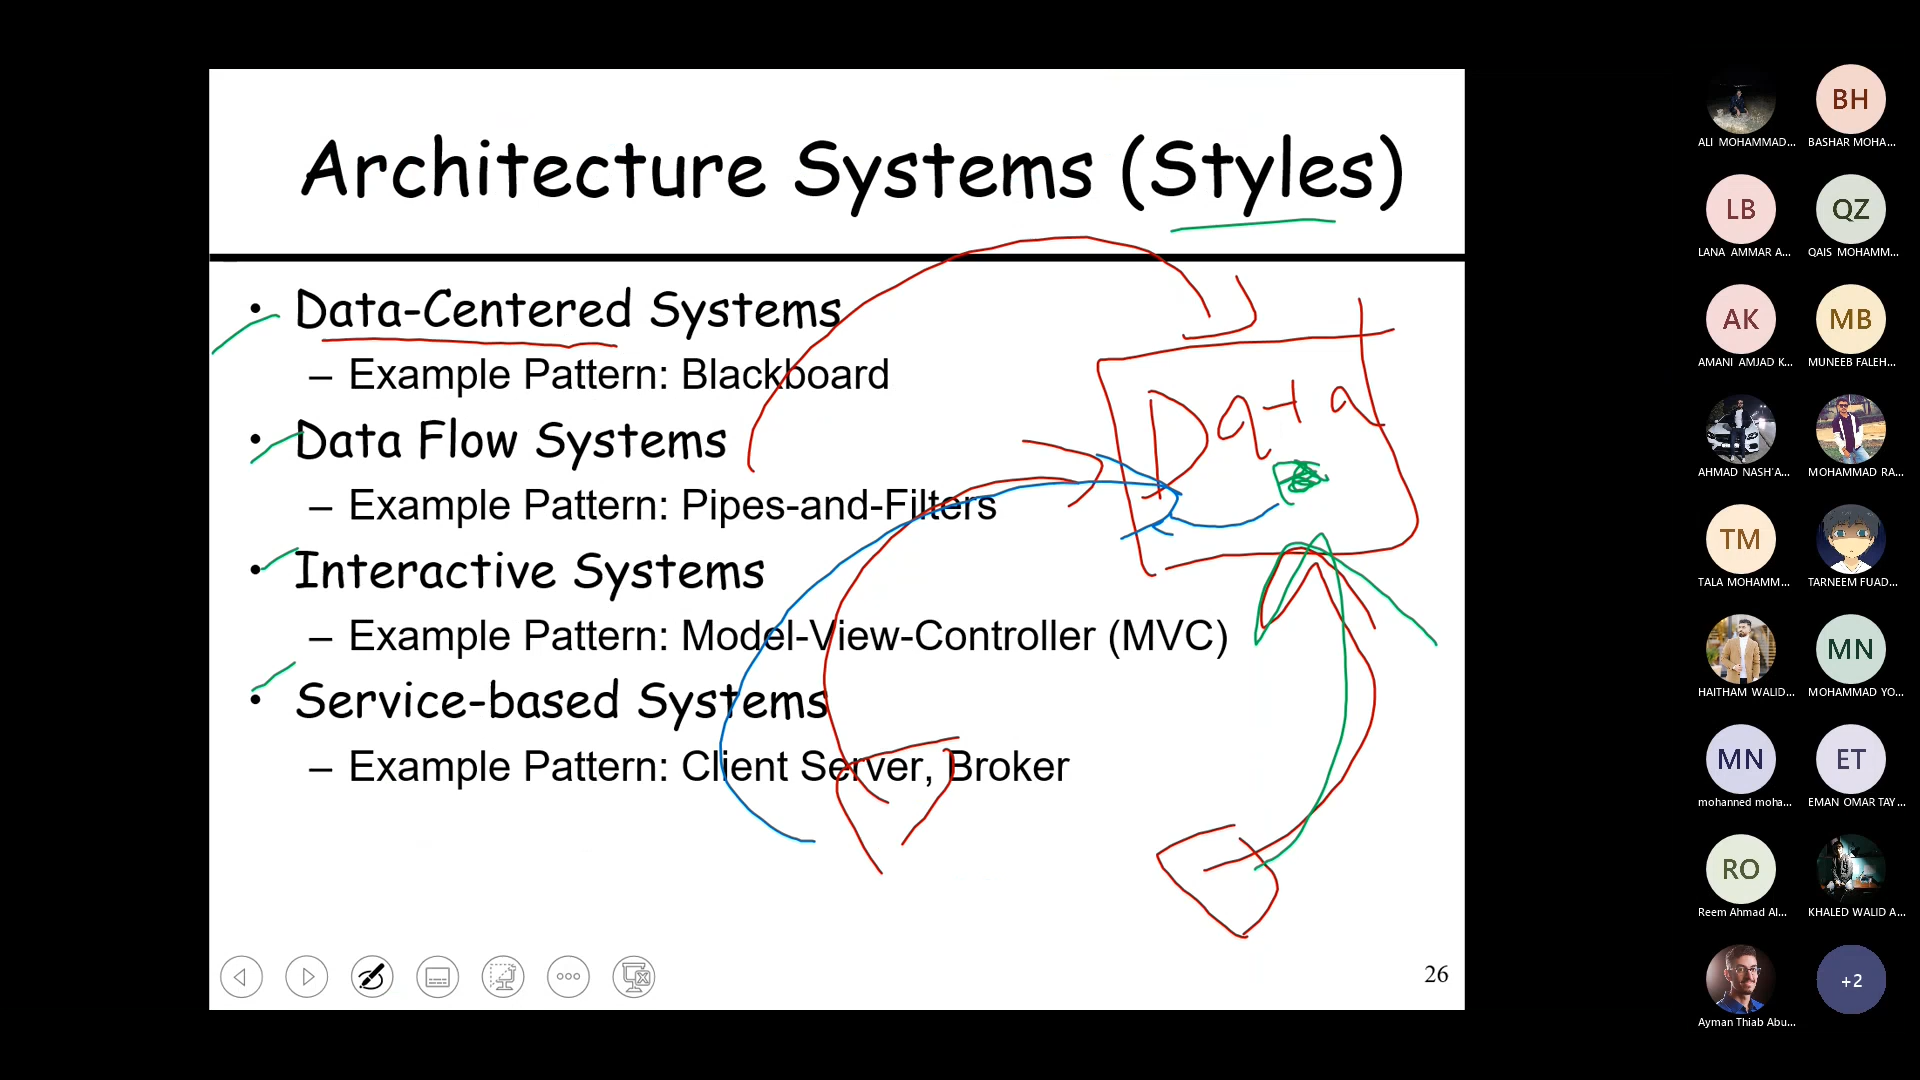 Architecture Systems (Styles)
• Data-Centered Systems
– Example Pattern: Blackboard
• Data Flow Systems
– Example Pattern: Pipes-and-Filters
• Interactive Systems
– Example Pattern: Model-View-Controller (MVC)
• Service-based Systems
– Example Pattern: Client Server, Broker
Data
26
BH
ALI MOHAMMAD...
BASHAR MOHA...
LB
QZ
LANA AMMAR A...
QAIS MOHAMM...
AK
MB
AMANI AMJAD K...
MUNEEB FALEH...
AHMAD NASH'A...
MOHAMMAD RA...
TM
TALA MOHAMM...
TARNEEM FUAD...
MN
HAITHAM WALID...
MOHAMMAD YO...
MN
ET
mohanned moha...
EMAN OMAR TAY...
RO
Reem Ahmad Al...
KHALED WALID A...
+2
Ayman Thiab Abu...